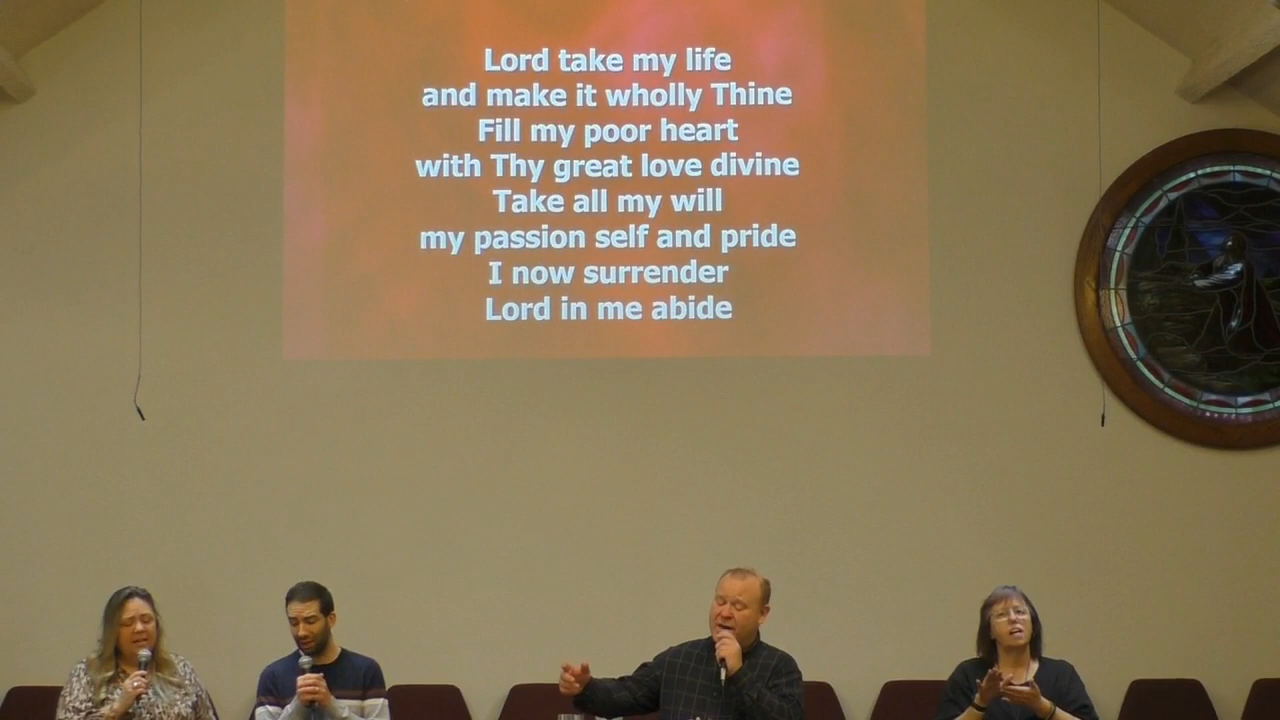 Lord take my life
and make it wholly Thine
Fill my poor heart
with Thy great love divine
Take all my will
my passion self and pride
I now surrender
Lord in me abide